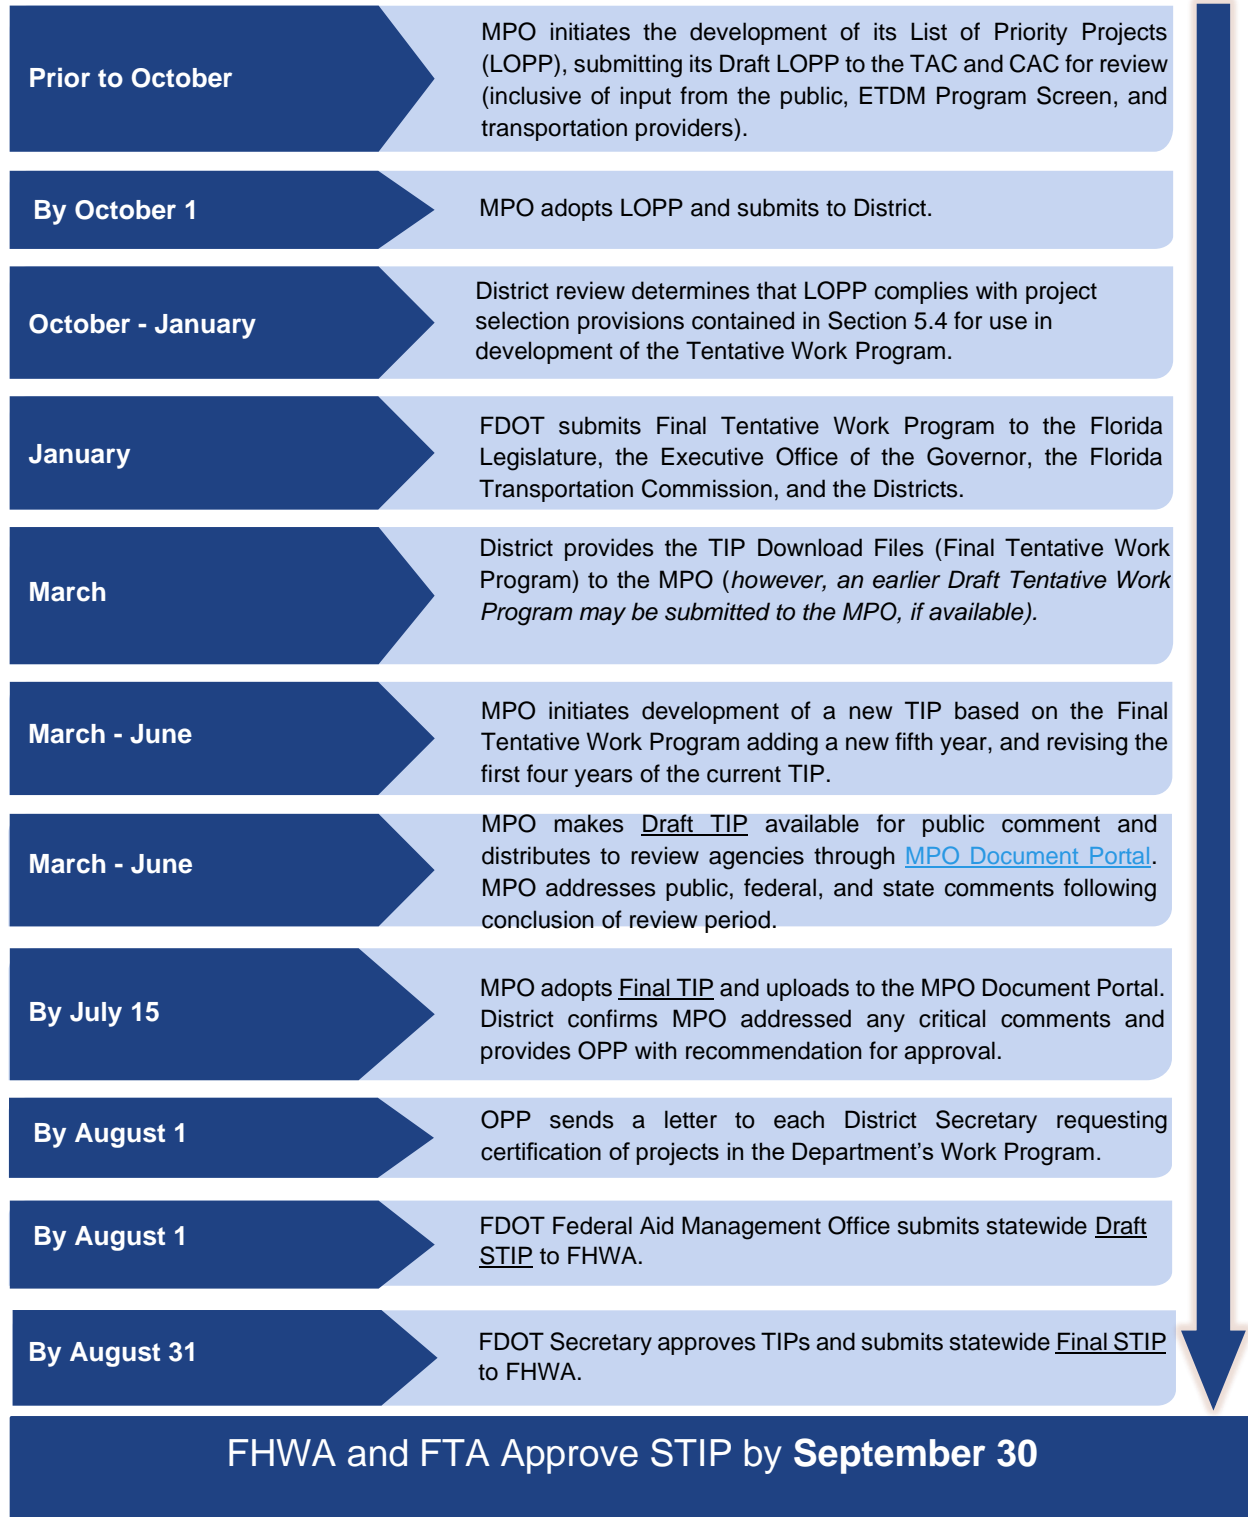 Prior to October
MPO initiates the development of its List of Priority Projects
(LOPP), submitting its Draft LOPP to the TAC and CAC for review
(inclusive of input from the public, ETDM Program Screen, and
transportation providers).
By October 1
MPO adopts LOPP and submits to District.
October - January
District review determines that LOPP complies with project
selection provisions contained in Section 5.4 for use in
development of the Tentative Work Program.
January
FDOT submits Final Tentative Work Program to the Florida
Legislature, the Executive Office of the Governor, the Florida
Transportation Commission, and the Districts.
March
District provides the TIP Download Files (Final Tentative Work
Program) to the MPO (however, an earlier Draft Tentative Work
Program may be submitted to the MPO, if available).
March - June
MPO initiates development of a new TIP based on the Final
Tentative Work Program adding a new fifth year, and revising the
first four years of the current TIP.
March - June
MPO makes Draft TIP available for public comment and
distributes to review agencies through MPO Document Portal.
MPO addresses public, federal, and state comments following
conclusion of review period.
By July 15
MPO adopts Final TIP and uploads to the MPO Document Portal.
District confirms MPO addressed any critical comments and
provides OPP with recommendation for approval.
By August 1
OPP sends a letter to each District Secretary requesting
certification of projects in the Department’s Work Program.
By August 1
FDOT Federal Aid Management Office submits statewide Draft
STIP to FHWA.
By August 31
FDOT Secretary approves TIPs and submits statewide Final STIP
to FHWA.
FHWA and FTA Approve STIP by September 30